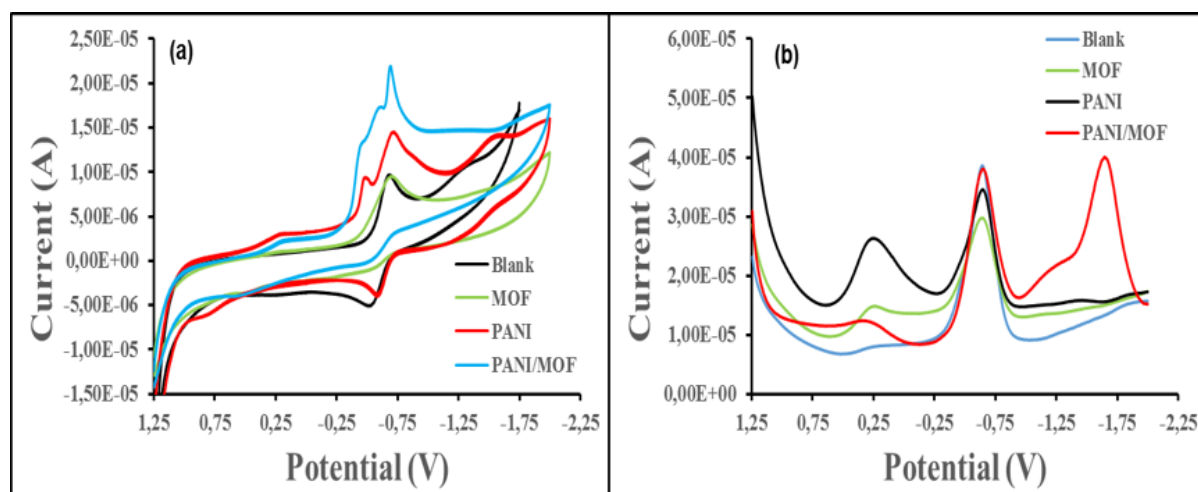 (a)
2,50E-05
2,00E-05
1,50E-05
1,00E-05
5,00E-06
0,00E+00
-5,00E-06
-1,00E-05
-1,50E-05
Current (A)
1,25 0,75 0,25 -0,25 -0,75 -1,25 -1,75 -2,25
Potential (V)
Blank
MOF
PANI
PANI/MOF
(b)
6,00E-05
5,00E-05
4,00E-05
3,00E-05
2,00E-05
1,00E-05
0,00E+00
Current (A)
1,25 0,75 0,25 -0,25 -0,75 -1,25 -1,75 -2,25
Potential (V)
Blank
MOF
PANI
PANI/MOF